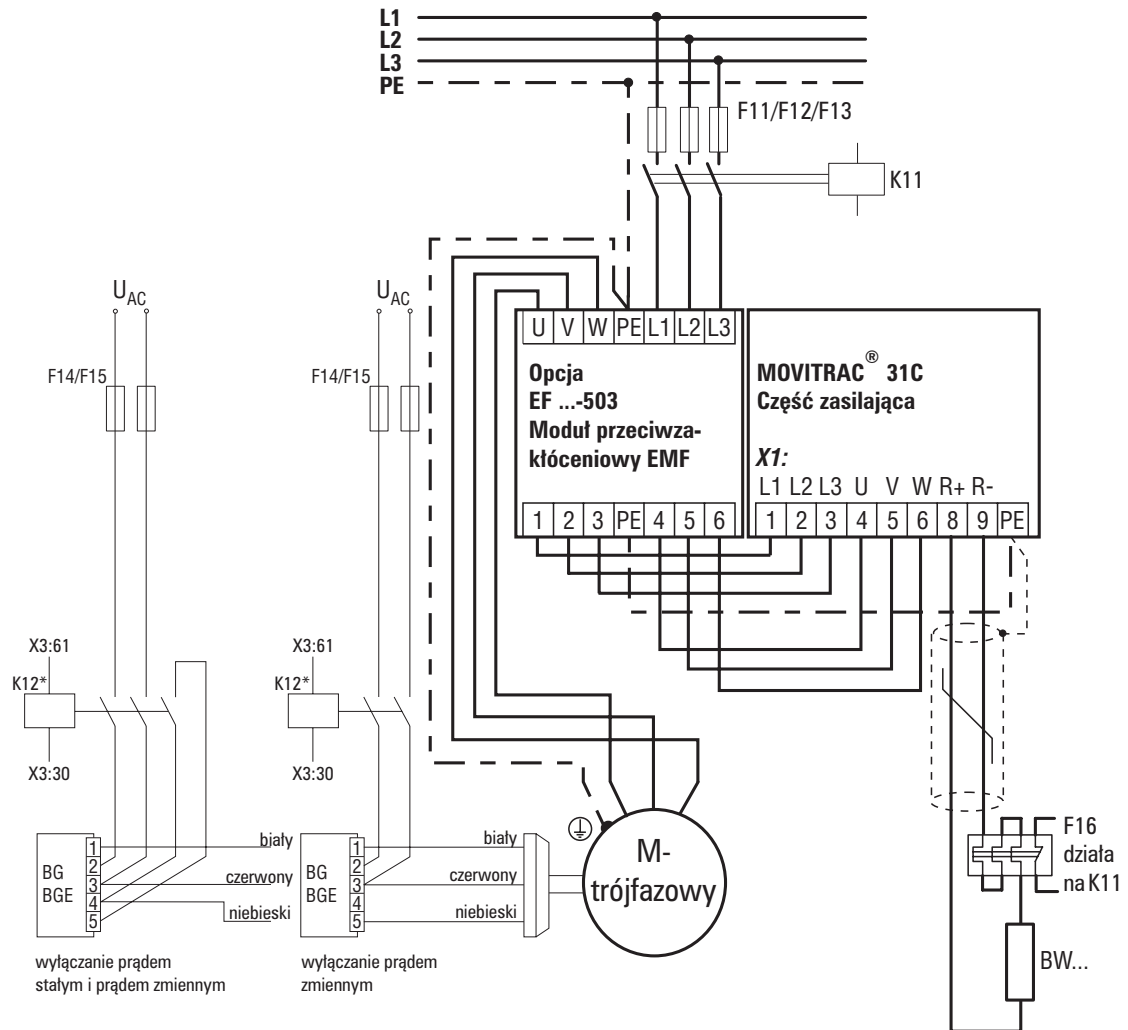 L1
L2
L3
PE
F11/F12/F13
K11
U_AC
U_AC
F14/F15
F14/F15
U V W PE L1 L2 L3
Opcja
EF ...-503
Moduł przeciwza-
kłóceniowy EMF
1 2 3 PE 4 5 6
MOVITRAC® 31C
Część zasilająca
X1:
L1 L2 L3 U V W R+ R-
1 2 3 4 5 6 8 9 PE
X3:61
K12*
X3:30
X3:61
K12*
X3:30
BG
BGE
1
2
3
4
5
biały
czerwony
niebieski
wyłączanie prądem
stałym i prądem zmiennym
BG
BGE
1
2
3
4
5
biały
czerwony
niebieski
wyłączanie prądem
zmiennym
M-
trójfazowy
F16
działa
na K11
BW...